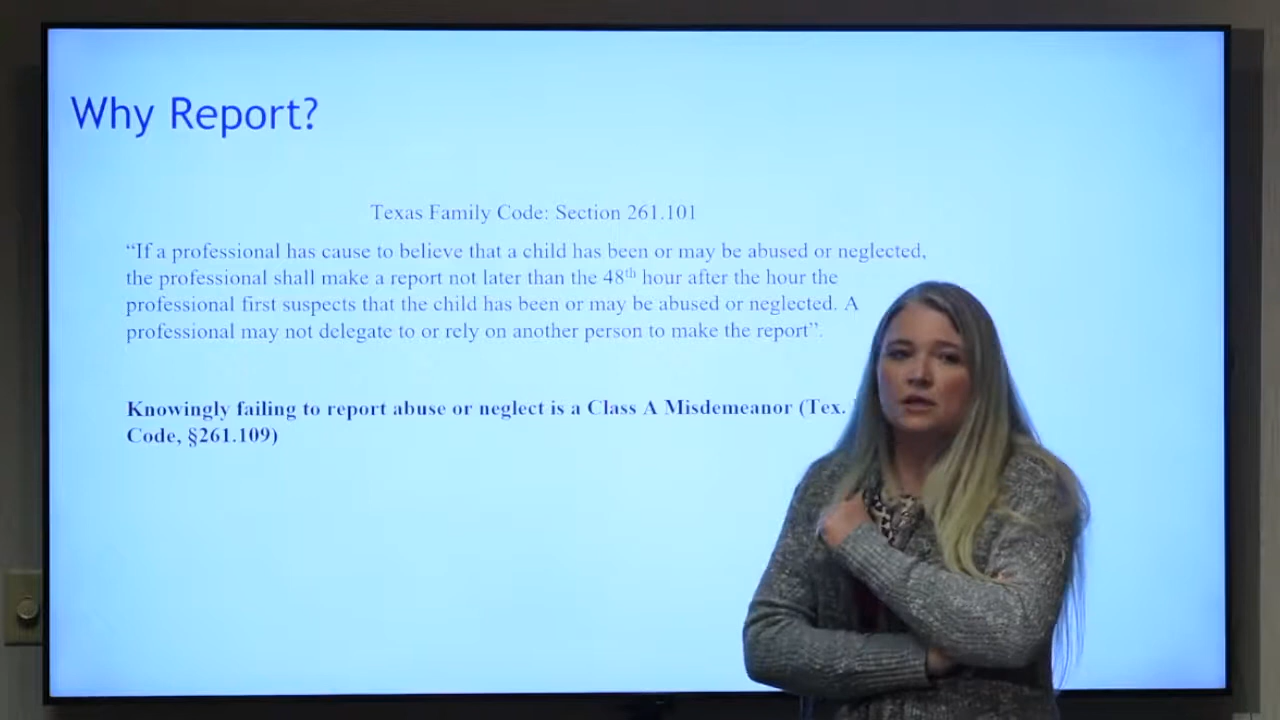 Why Report?
Texas Family Code: Section 261.101
“If a professional has cause to believe that a child has been or may be abused or neglected,
the professional shall make a report not later than the 48th hour after the hour the
professional first suspects that the child has been or may be abused or neglected. A
professional may not delegate to or rely on another person to make the report”.
Knowingly failing to report abuse or neglect is a Class A Misdemeanor (Tex.
Code, §261.109)